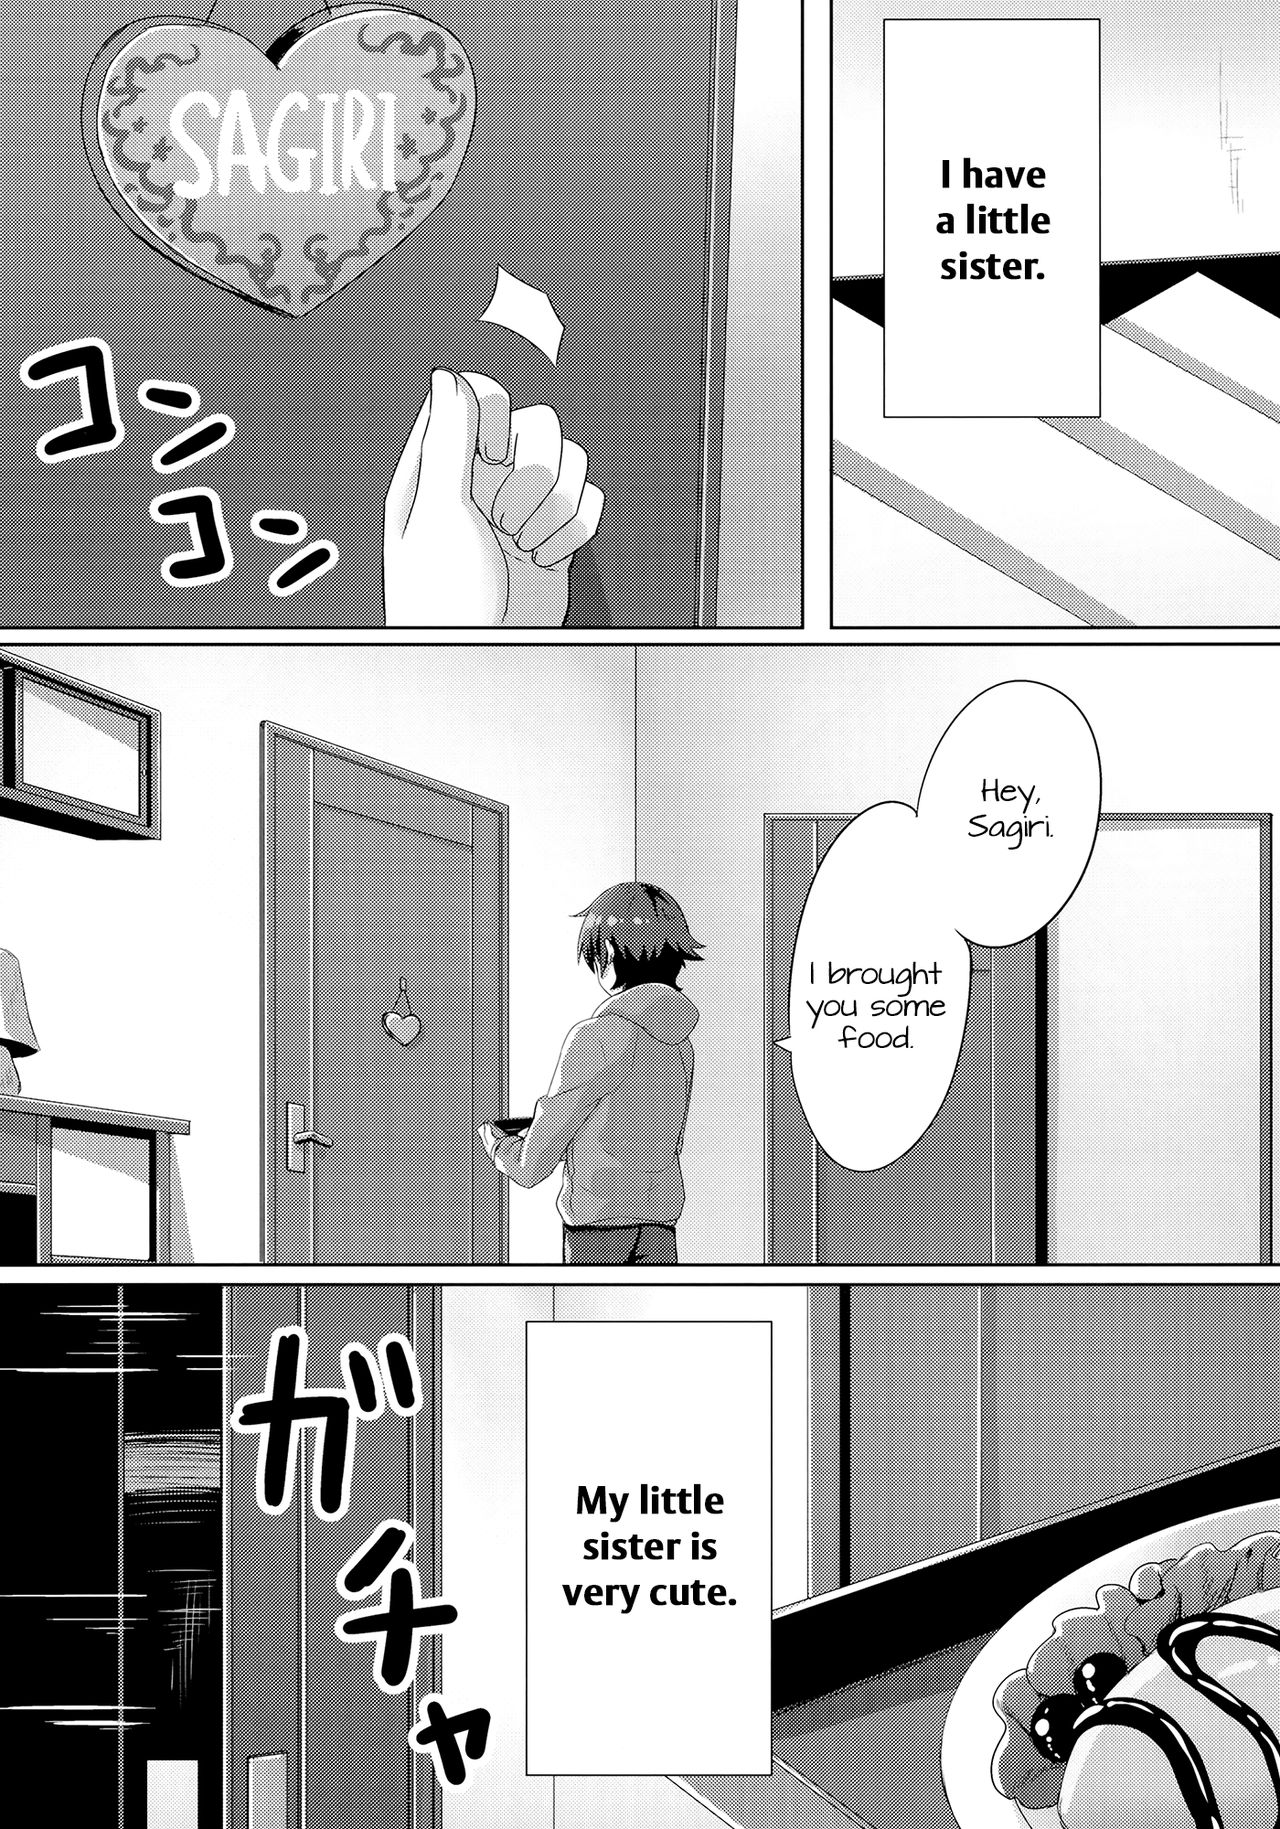 I have
a little
sister.
SAGIRI
コン
コン
Hey,
Sagiri.
I brought
you some
food.
My little
sister is
very cute.
ガチャ